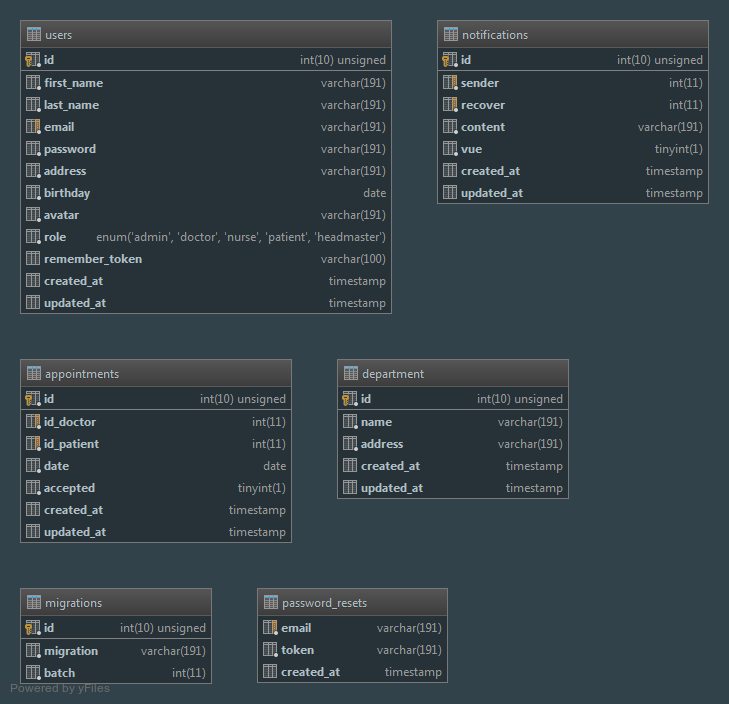 users
id int(10) unsigned
first_name varchar(191)
last_name varchar(191)
email varchar(191)
password varchar(191)
address varchar(191)
birthday date
avatar varchar(191)
role enum('admin', 'doctor', 'nurse', 'patient', 'headmaster')
remember_token varchar(100)
created_at timestamp
updated_at timestamp
notifications
id int(10) unsigned
sender int(11)
recover int(11)
content varchar(191)
vue tinyint(1)
created_at timestamp
updated_at timestamp
appointments
id int(10) unsigned
id_doctor int(11)
id_patient int(11)
date date
accepted tinyint(1)
created_at timestamp
updated_at timestamp
department
id int(10) unsigned
name varchar(191)
address varchar(191)
created_at timestamp
updated_at timestamp
migrations
id int(10) unsigned
migration varchar(191)
batch int(11)
password_resets
email varchar(191)
token varchar(191)
created_at timestamp
Powered by yFiles